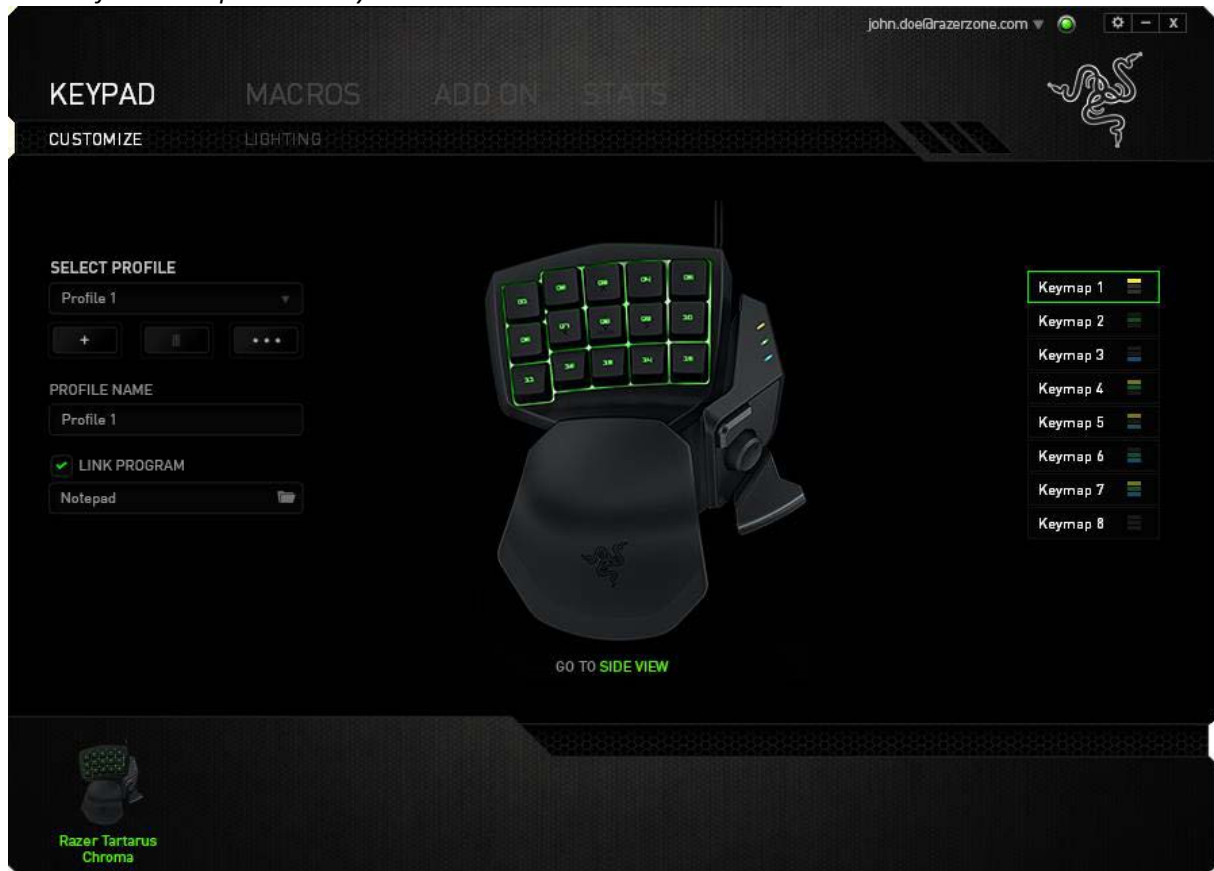 john.doe@razerzone.com
KEYPAD MACROS ADD ON STATS
CUSTOMIZE LIGHTING
SELECT PROFILE
Profile 1
PROFILE NAME
Profile 1
LINK PROGRAM
Notepad
Keymap 1
Keymap 2
Keymap 3
Keymap 4
Keymap 5
Keymap 6
Keymap 7
Keymap 8
GO TO SIDE VIEW
Razer Tartarus
Chroma